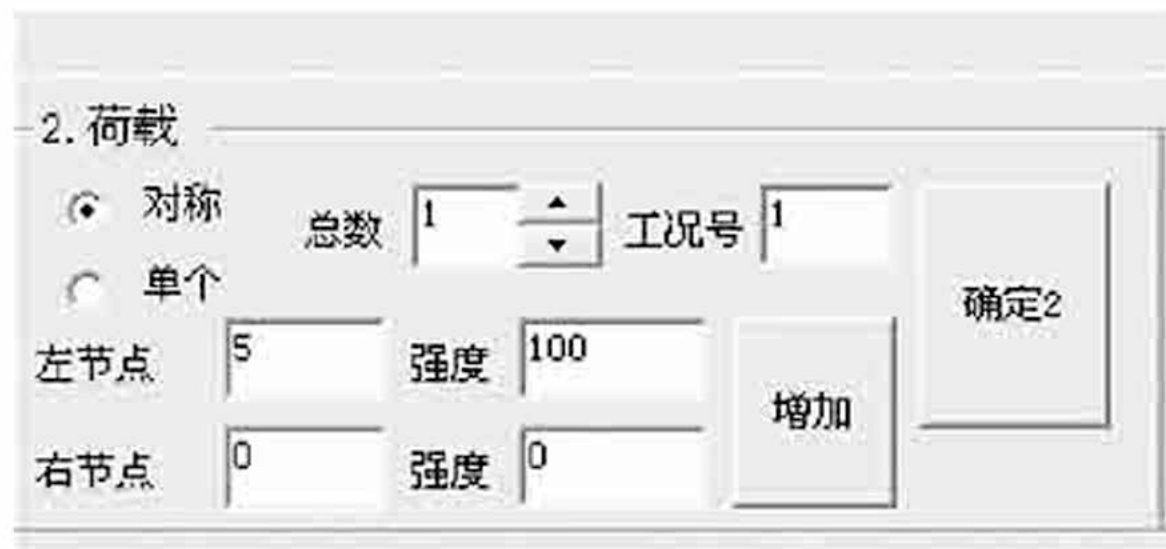 2.荷载
对称
总数 1 工况号 1
单个
确定2
左节点 5 强度 100
增加
右节点 0 强度 0